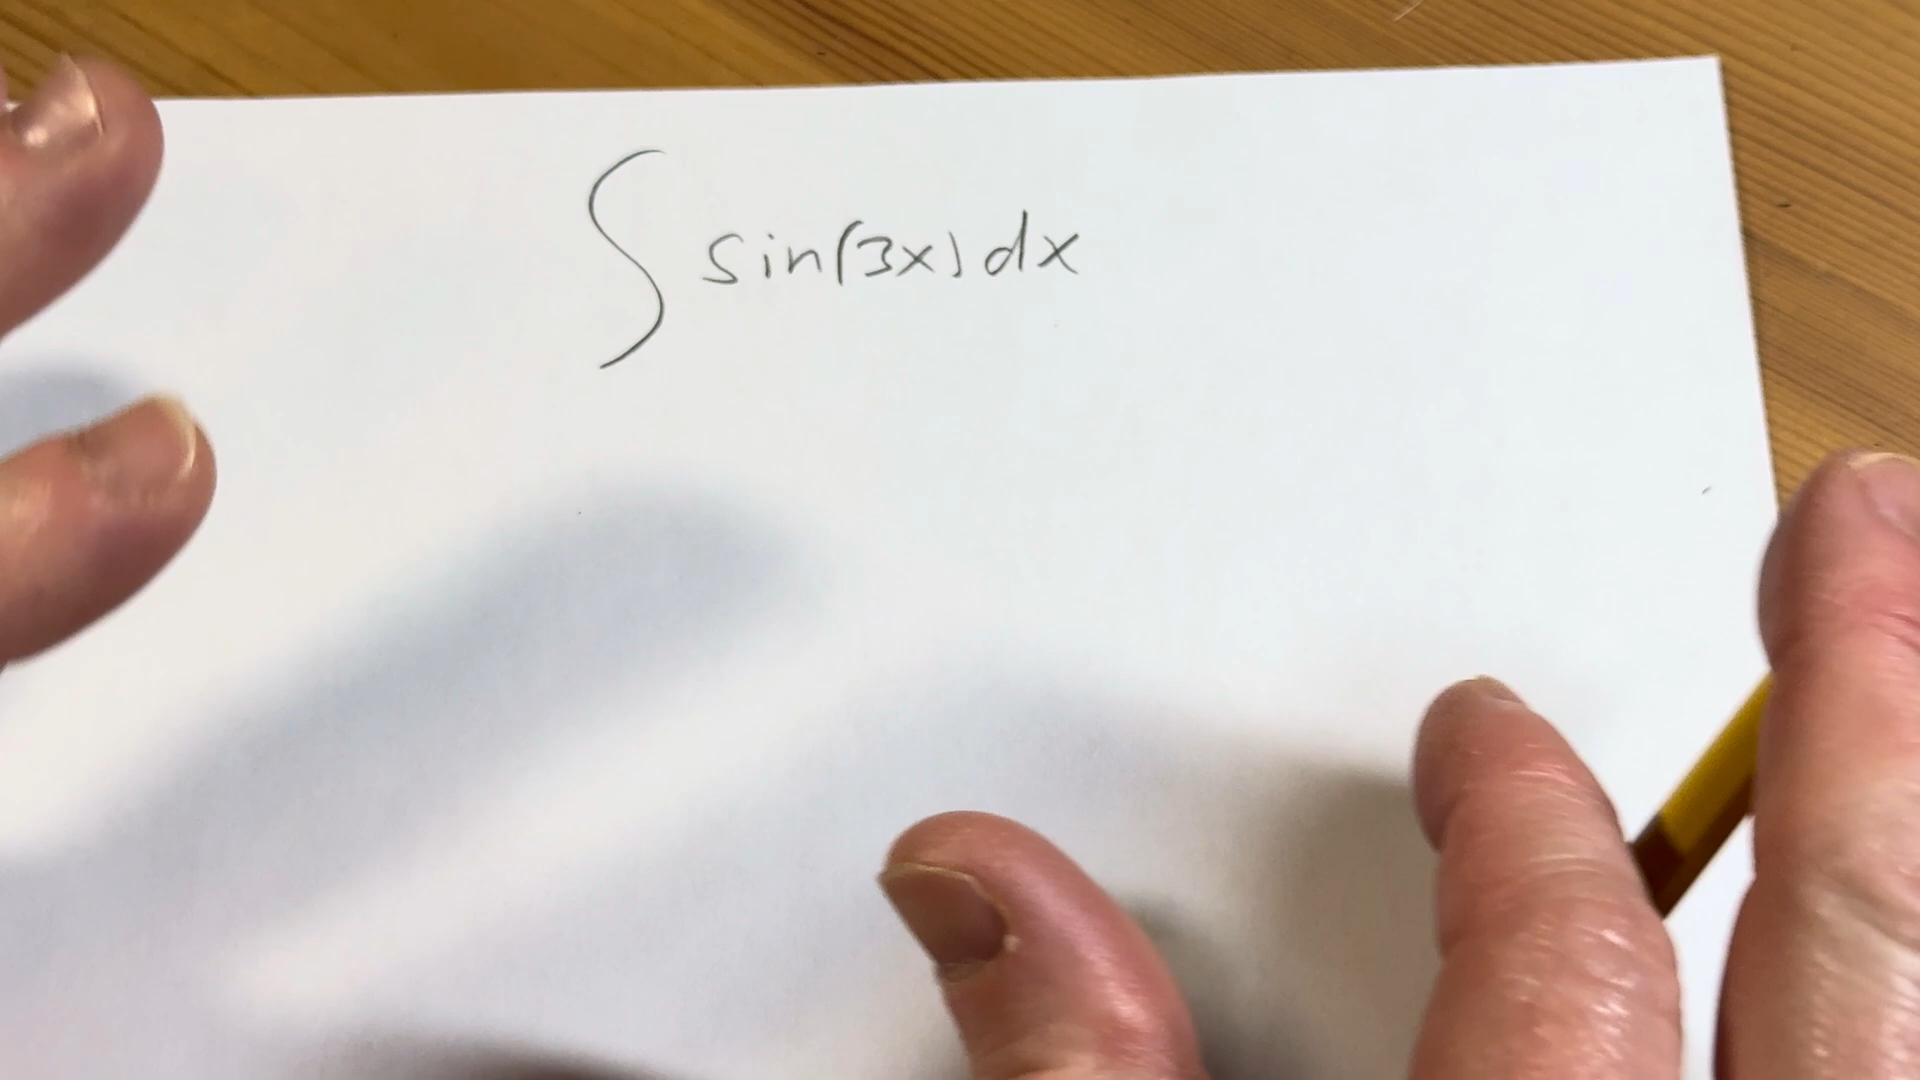 ∫ sin(3x) dx